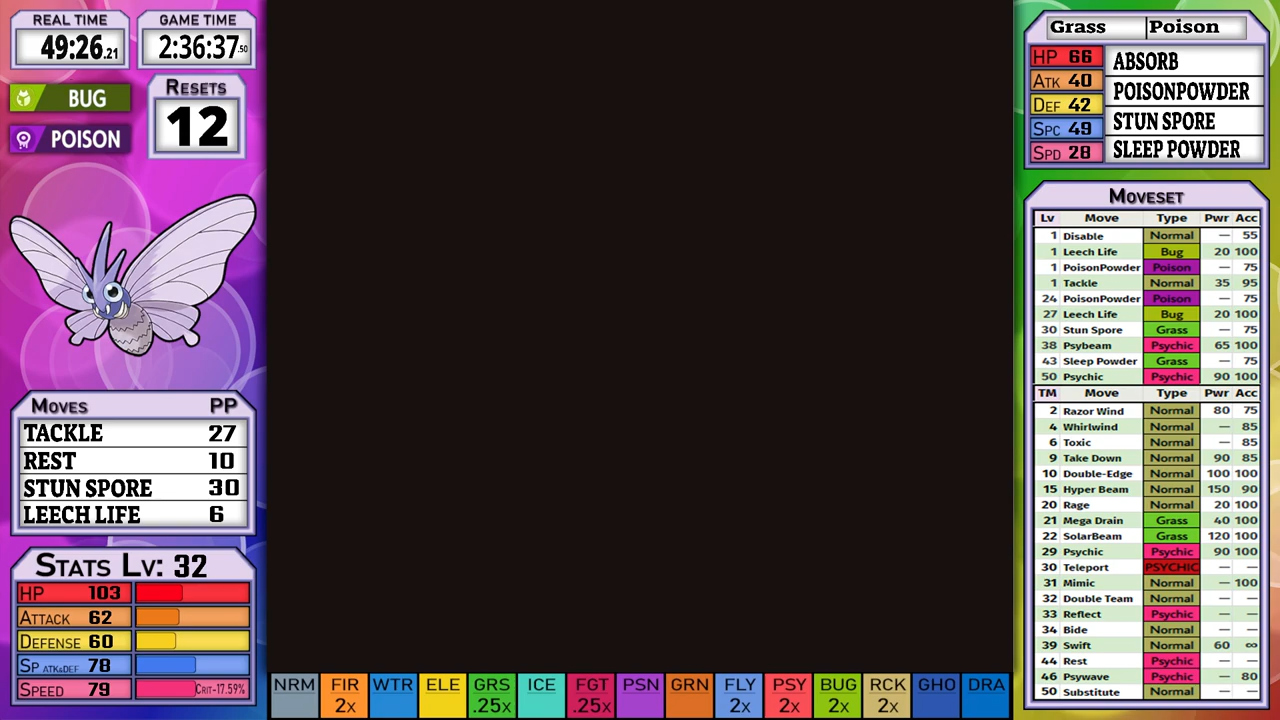 REAL TIME
49:26.21
GAME TIME
2:36:37.50
BUG
POISON
RESETS
12
MOVES PP
TACKLE 27
REST 10
STUN SPORE 30
LEECH LIFE 6
STATS LV: 32
HP 103
ATTACK 62
DEFENSE 60
SP ATK&DEF 78
SPEED 79 CRIT-17.59%
NRM FIR WTR ELE GRS ICE FGT PSN GRN FLY PSY BUG RCK GHO DRA
2X .25X .25X 2X 2X 2X 2X
Grass Poison
HP 66
ATK 40
DEF 42
SPC 49
SPD 28
ABSORB
POISONPOWDER
STUN SPORE
SLEEP POWDER
MOVESET
Lv Move Type Pwr Acc
1 Disable Normal — 55
1 Leech Life Bug 20 100
1 PoisonPowder Poison — 75
1 Tackle Normal 35 95
24 PoisonPowder Poison — 75
27 Leech Life Bug 20 100
30 Stun Spore Grass — 75
38 Psybeam Psychic 65 100
43 Sleep Powder Grass — 75
50 Psychic Psychic 90 100
TM Move Type Pwr Acc
2 Razor Wind Normal 80 75
4 Whirlwind Normal — 85
6 Toxic Normal — 85
9 Take Down Normal 90 85
10 Double-Edge Normal 100 100
15 Hyper Beam Normal 150 90
20 Rage Normal 20 100
21 Mega Drain Grass 40 100
22 SolarBeam Grass 120 100
29 Psychic Psychic 90 100
30 Teleport PSYCHIC — —
31 Mimic Normal — 100
32 Double Team Normal — —
33 Reflect Psychic — —
34 Bide Normal — —
39 Swift Normal 60 ∞
44 Rest Psychic — —
46 Psywave Psychic — 80
50 Substitute Normal — —